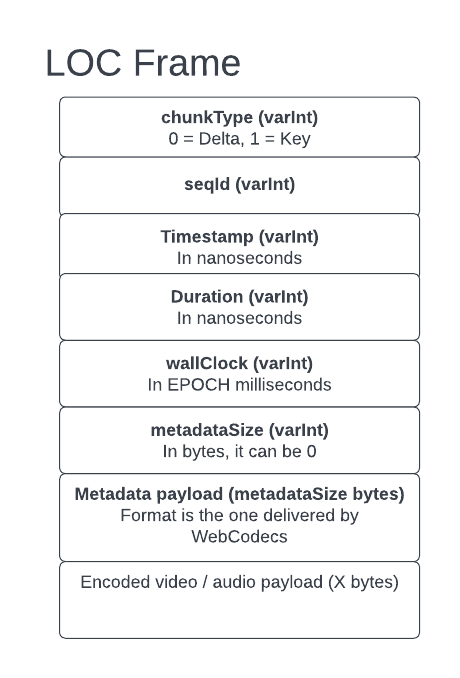 LOC Frame
chunkType (varInt)
0 = Delta, 1 = Key
seqId (varInt)
Timestamp (varInt)
In nanoseconds
Duration (varInt)
In nanoseconds
wallClock (varInt)
In EPOCH milliseconds
metadataSize (varInt)
In bytes, it can be 0
Metadata payload (metadataSize bytes)
Format is the one delivered by
WebCodecs
Encoded video / audio payload (X bytes)